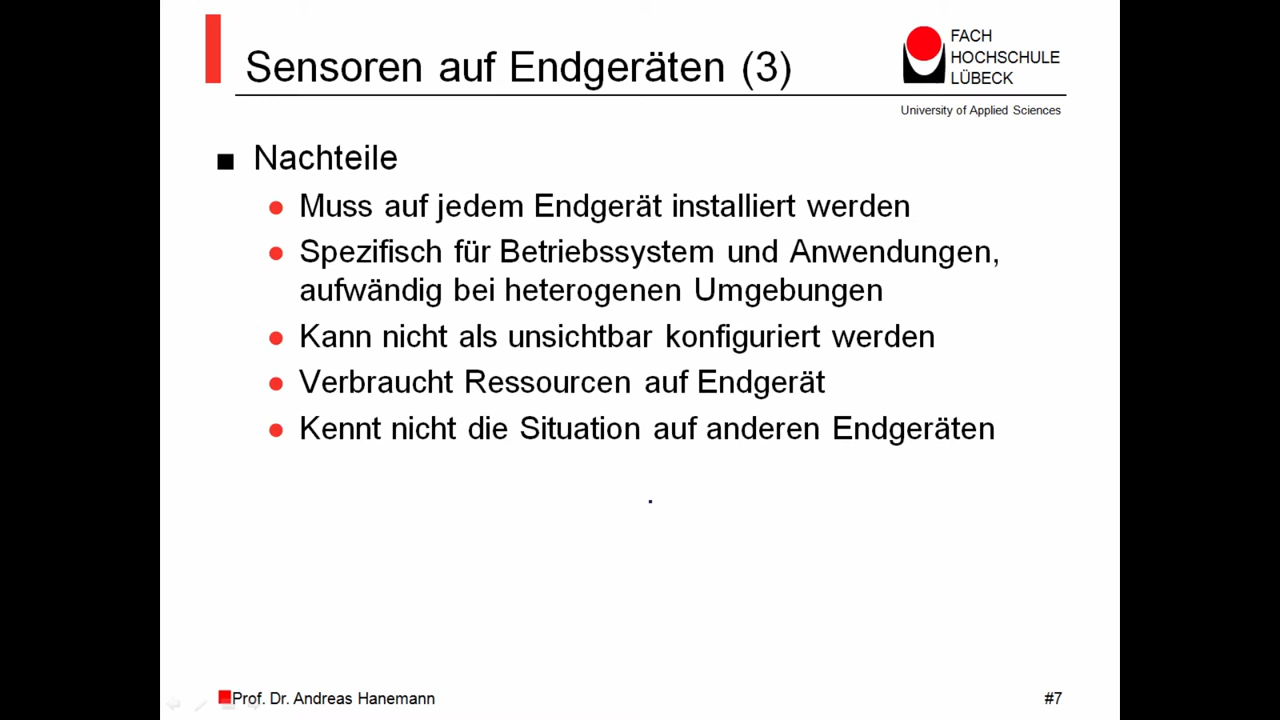 Sensoren auf Endgeräten (3)
FACH
HOCHSCHULE
LÜBECK
University of Applied Sciences
Nachteile
Muss auf jedem Endgerät installiert werden
Spezifisch für Betriebssystem und Anwendungen,
aufwändig bei heterogenen Umgebungen
Kann nicht als unsichtbar konfiguriert werden
Verbraucht Ressourcen auf Endgerät
Kennt nicht die Situation auf anderen Endgeräten
Prof. Dr. Andreas Hanemann
#7